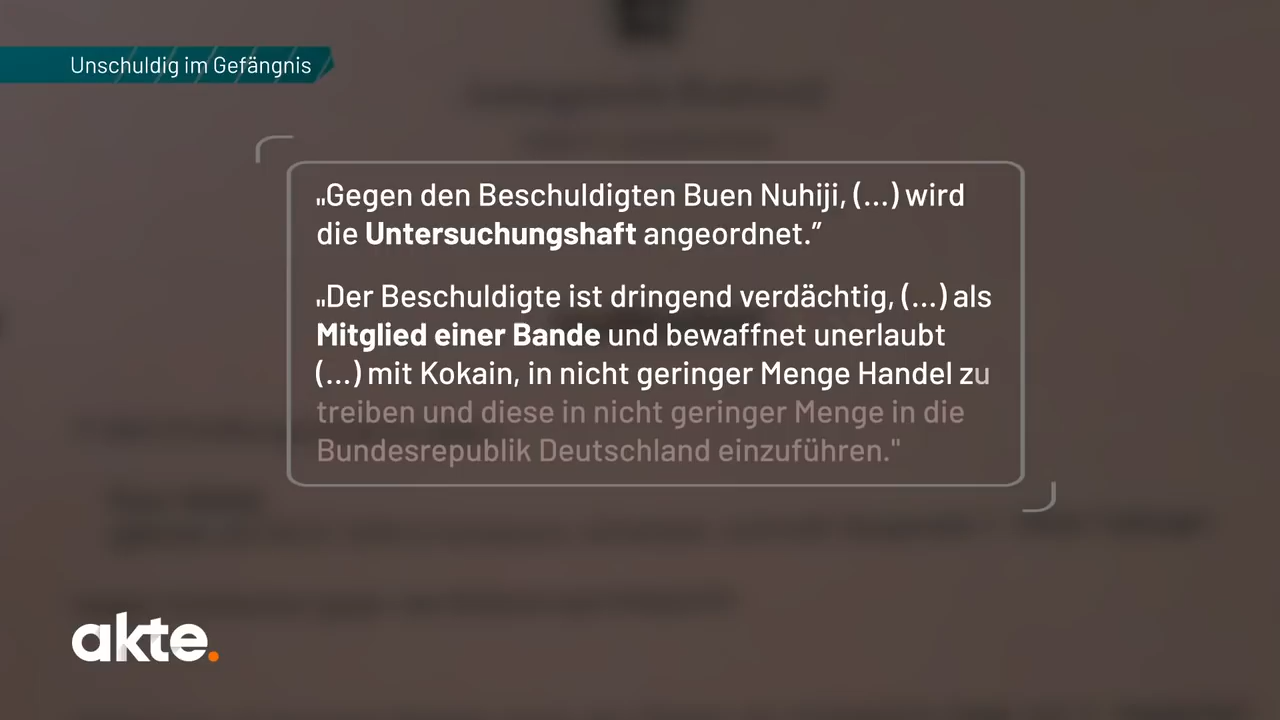 Unschuldig im Gefängnis
„Gegen den Beschuldigten Buen Nuhiji, (...) wird
die Untersuchungshaft angeordnet.”
„Der Beschuldigte ist dringend verdächtig, (...) als
Mitglied einer Bande und bewaffnet unerlaubt
(...) mit Kokain, in nicht geringer Menge Handel zu
treiben und diese in nicht geringer Menge in die
Bundesrepublik Deutschland einzuführen."
akte.